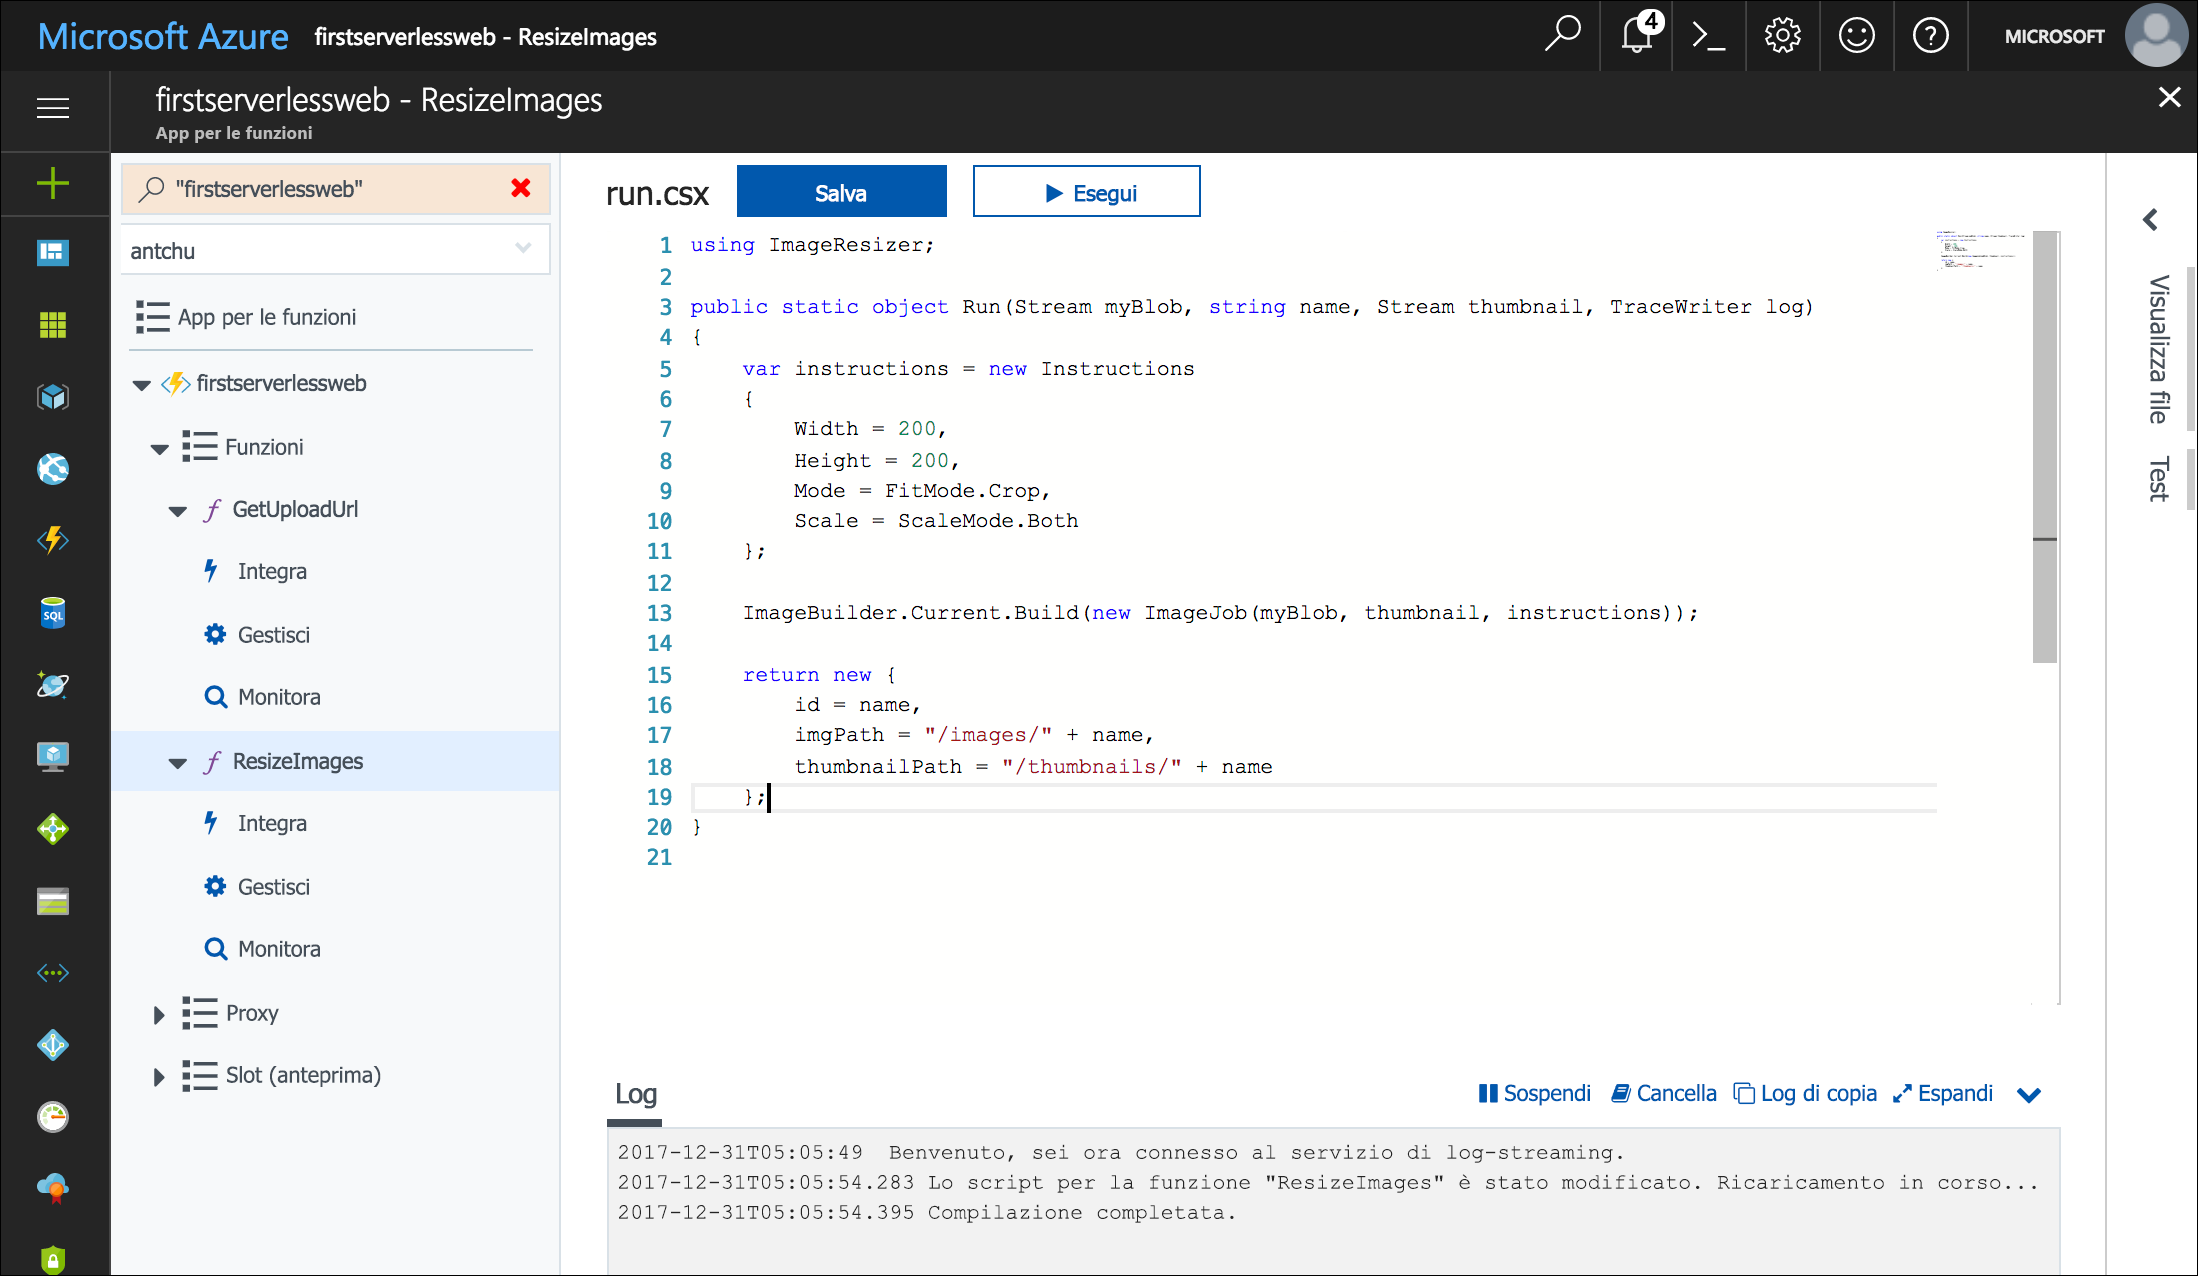 Microsoft Azure firstserverlessweb - ResizeImages
4
MICROSOFT
firstserverlessweb - ResizeImages
App per le funzioni
"firstserverlessweb"
antchu
App per le funzioni
firstserverlessweb
Funzioni
GetUploadUrl
Integra
Gestisci
Monitora
ResizeImages
Integra
Gestisci
Monitora
Proxy
Slot (anteprima)
SQL
run.csx Salva Esegui
1 using ImageResizer;
2
3 public static object Run(Stream myBlob, string name, Stream thumbnail, TraceWriter log)
4 {
5 var instructions = new Instructions
6 {
7 Width = 200,
8 Height = 200,
9 Mode = FitMode.Crop,
10 Scale = ScaleMode.Both
11 };
12
13 ImageBuilder.Current.Build(new ImageJob(myBlob, thumbnail, instructions));
14
15 return new {
16 id = name,
17 imgPath = "/images/" + name,
18 thumbnailPath = "/thumbnails/" + name
19 };
20 }
21
Visualizza file
Test
Log Sospendi Cancella Log di copia Espandi
2017-12-31T05:05:49 Benvenuto, sei ora connesso al servizio di log-streaming.
2017-12-31T05:05:54.283 Lo script per la funzione "ResizeImages" è stato modificato. Ricaricamento in corso...
2017-12-31T05:05:54.395 Compilazione completata.